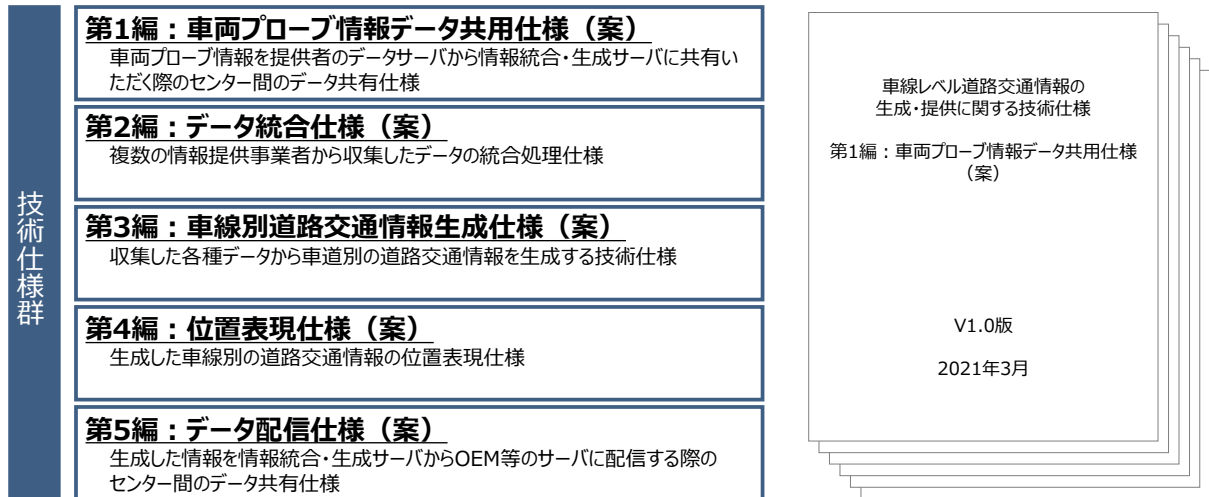 技術仕様群
第1編：車両プローブ情報データ共用仕様（案）
車両プローブ情報を提供者のデータサーバから情報統合・生成サーバに共有い
ただく際のセンター間のデータ共有仕様
第2編：データ統合仕様（案）
複数の情報提供事業者から収集したデータの統合処理仕様
第3編：車線別道路交通情報生成仕様（案）
収集した各種データから車道別の道路交通情報を生成する技術仕様
第4編：位置表現仕様（案）
生成した車線別の道路交通情報の位置表現仕様
第5編：データ配信仕様（案）
生成した情報を情報統合・生成サーバからOEM等のサーバに配信する際の
センター間のデータ共有仕様
車線レベル道路交通情報の
生成・提供に関する技術仕様
第1編：車両プローブ情報データ共用仕様
（案）
V1.0版
2021年3月